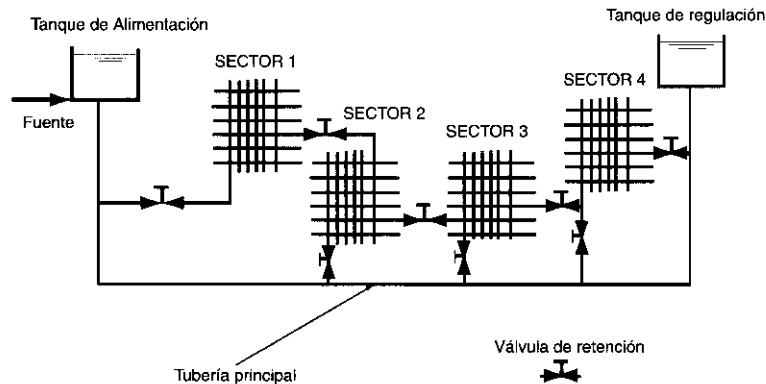 Tanque de Alimentación
Tanque de regulación
SECTOR 1
SECTOR 4
SECTOR 2
SECTOR 3
Fuente
Válvula de retención
Tubería principal